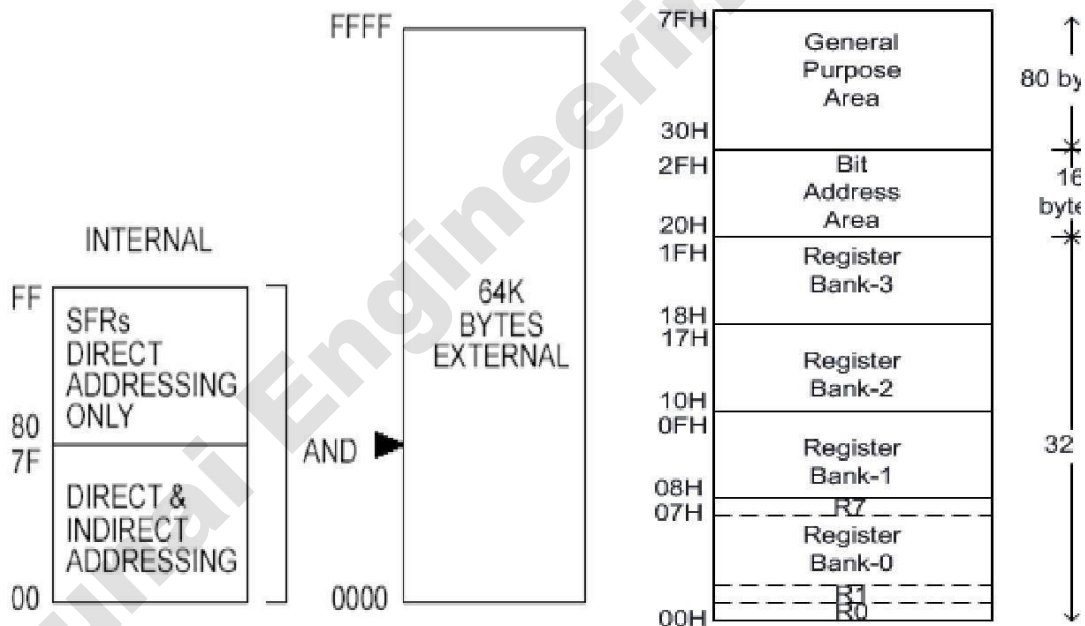 INTERNAL
FF
SFRs
DIRECT
ADDRESSING
ONLY
80
7F
DIRECT &
INDIRECT
ADDRESSING
00
AND
FFFF
64K
BYTES
EXTERNAL
0000
7FH
General
Purpose
Area
30H
80 by
2FH
Bit
Address
Area
20H
16
byte
1FH
Register
Bank-3
18H
17H
Register
Bank-2
10H
0FH
Register
Bank-1
08H
32
07H
R7
Register
Bank-0
R1
00H
R0
Engineerin